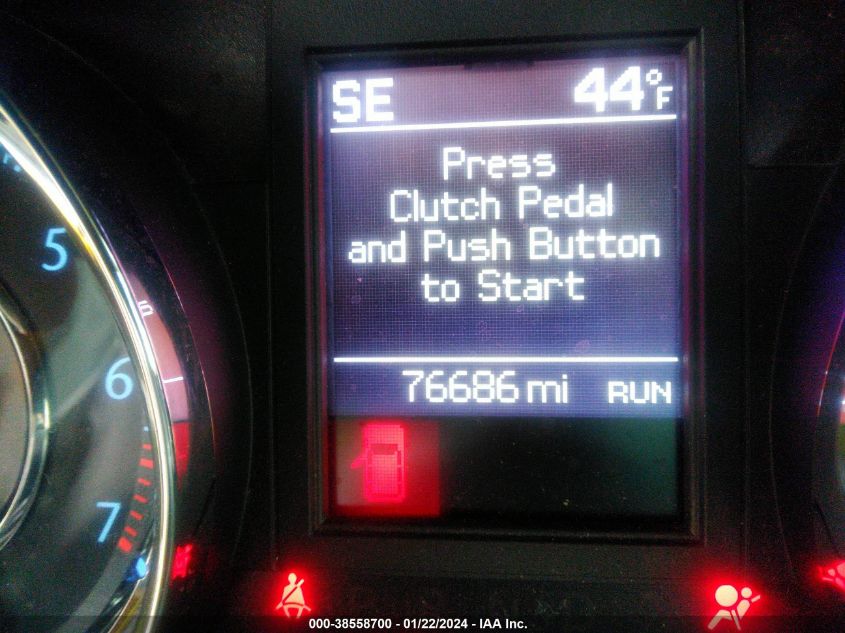 SE 44°F
Press
Clutch Pedal
and Push Button
to Start
76686 mi RUN
5
6
7
000-38558700 - 01/22/2024 - IAA Inc.